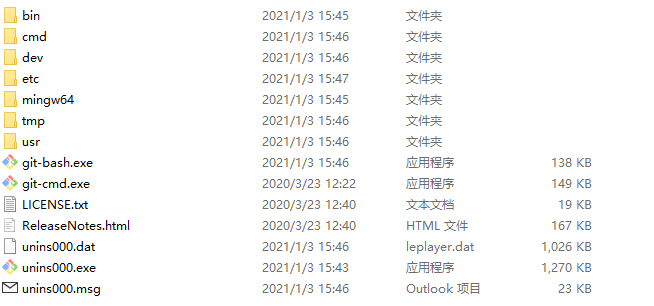 bin 2021/1/3 15:45 文件夹
cmd 2021/1/3 15:46 文件夹
dev 2021/1/3 15:46 文件夹
etc 2021/1/3 15:47 文件夹
mingw64 2021/1/3 15:45 文件夹
tmp 2021/1/3 15:46 文件夹
usr 2021/1/3 15:46 文件夹
git-bash.exe 2021/1/3 15:46 应用程序 138 KB
git-cmd.exe 2020/3/23 12:22 应用程序 149 KB
LICENSE.txt 2020/3/23 12:40 文本文档 19 KB
ReleaseNotes.html 2020/3/23 12:40 HTML 文件 167 KB
unins000.dat 2021/1/3 15:46 leplayer.dat 1,026 KB
unins000.exe 2021/1/3 15:43 应用程序 1,270 KB
unins000.msg 2021/1/3 15:46 Outlook 项目 23 KB